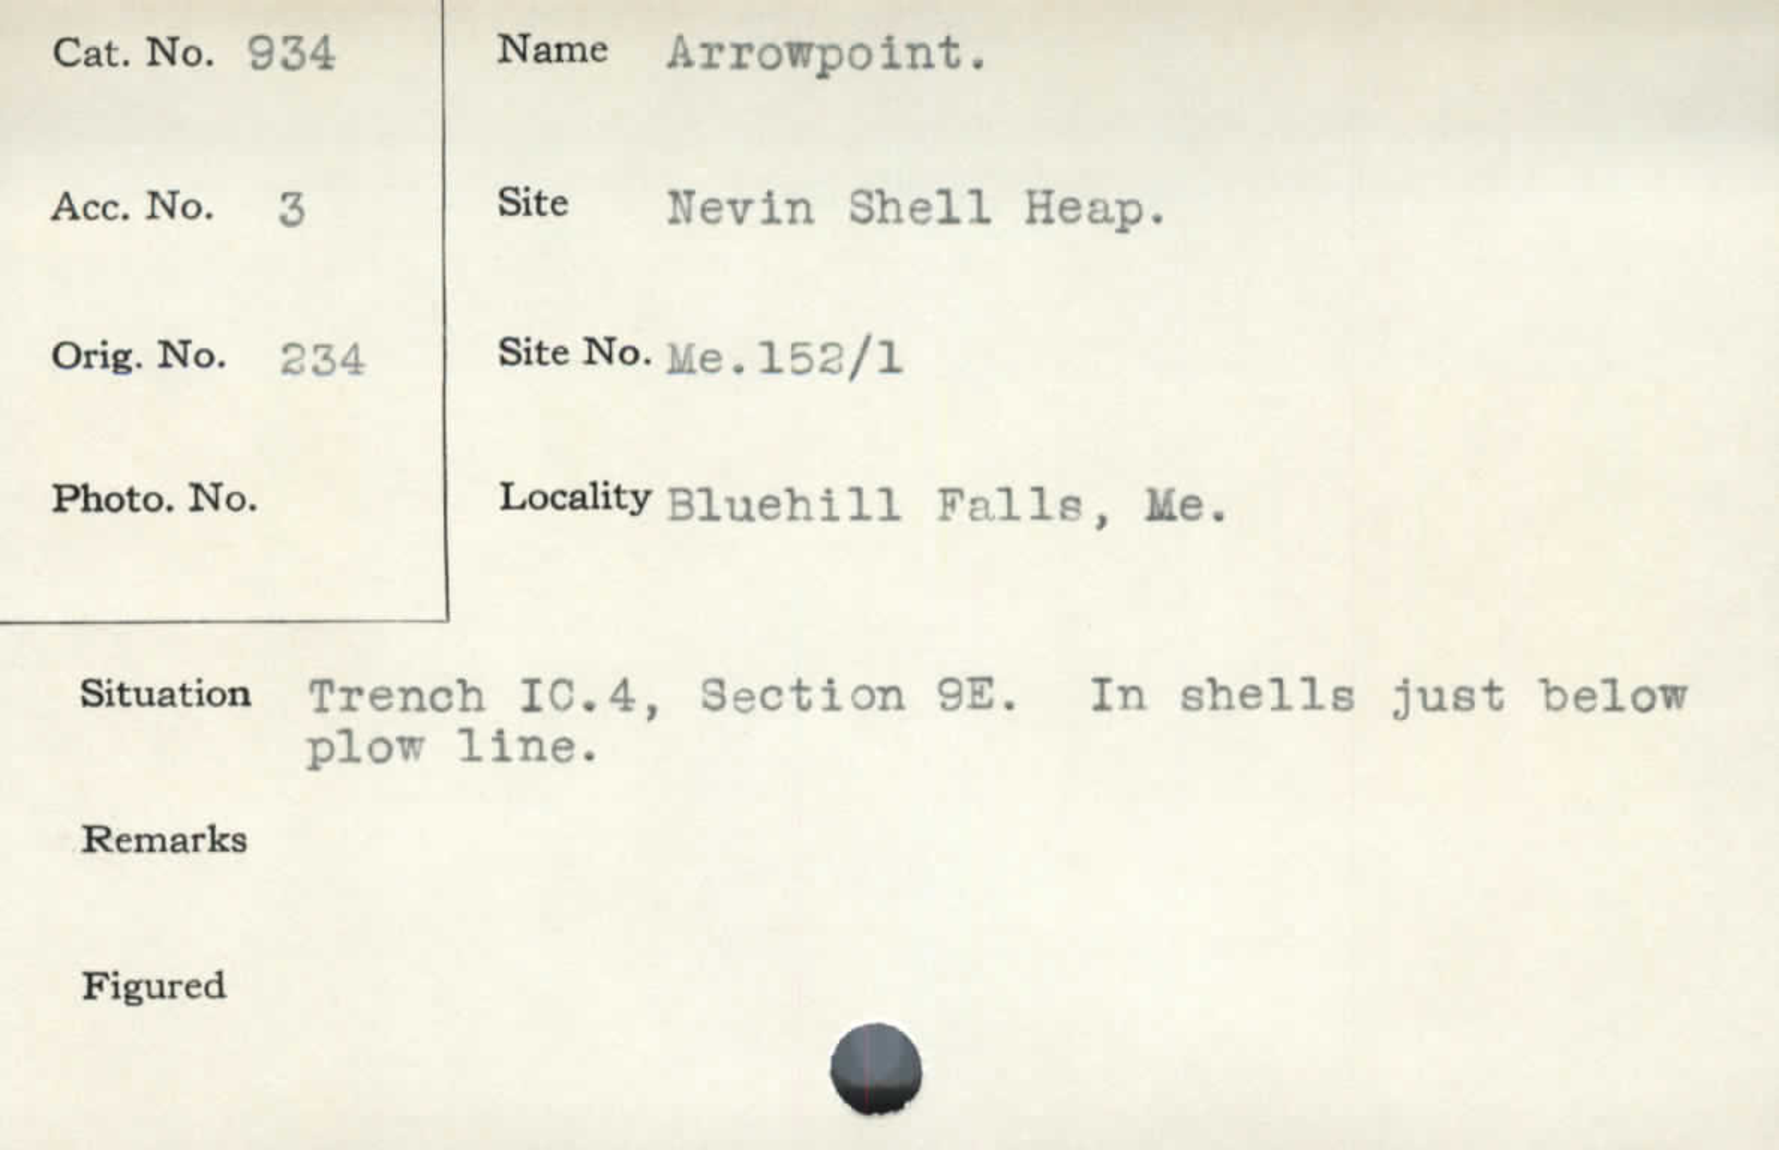 Cat. No. 934
Name Arrowpoint.
Acc. No. 3
Site Nevin Shell Heap.
Orig. No. 234
Site No. Me.152/1
Photo. No.
Locality Bluehill Falls, Me.
Situation Trench IC.4, Section 9E. In shells just below
plow line.
Remarks
Figured